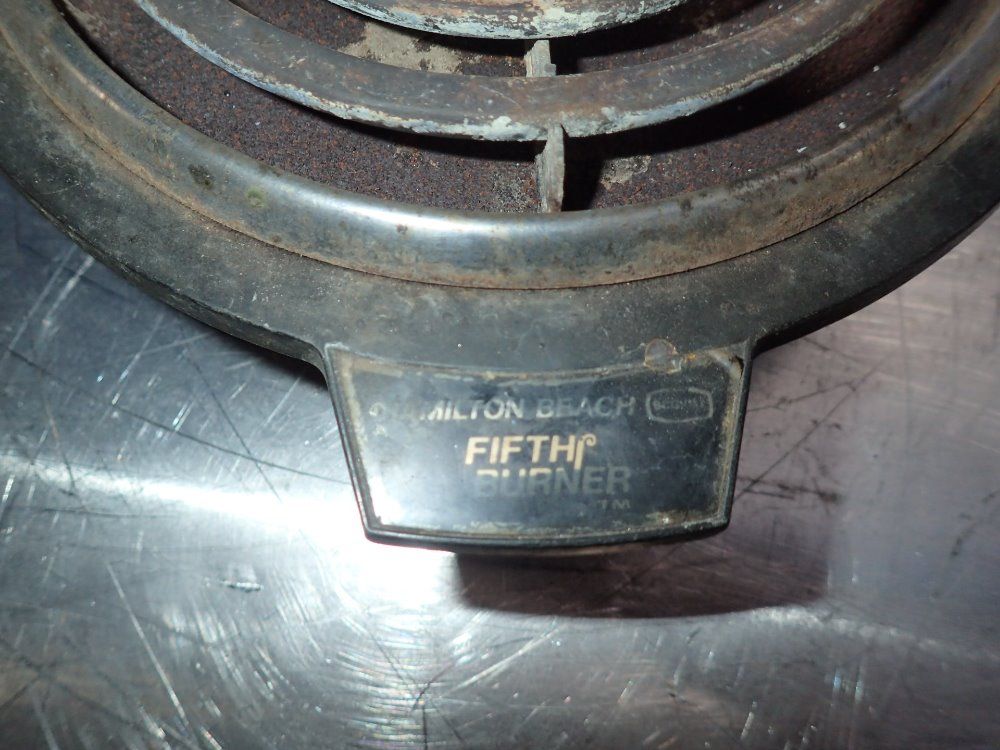 HAMILTON BEACH
FIFTH
BURNER
TM